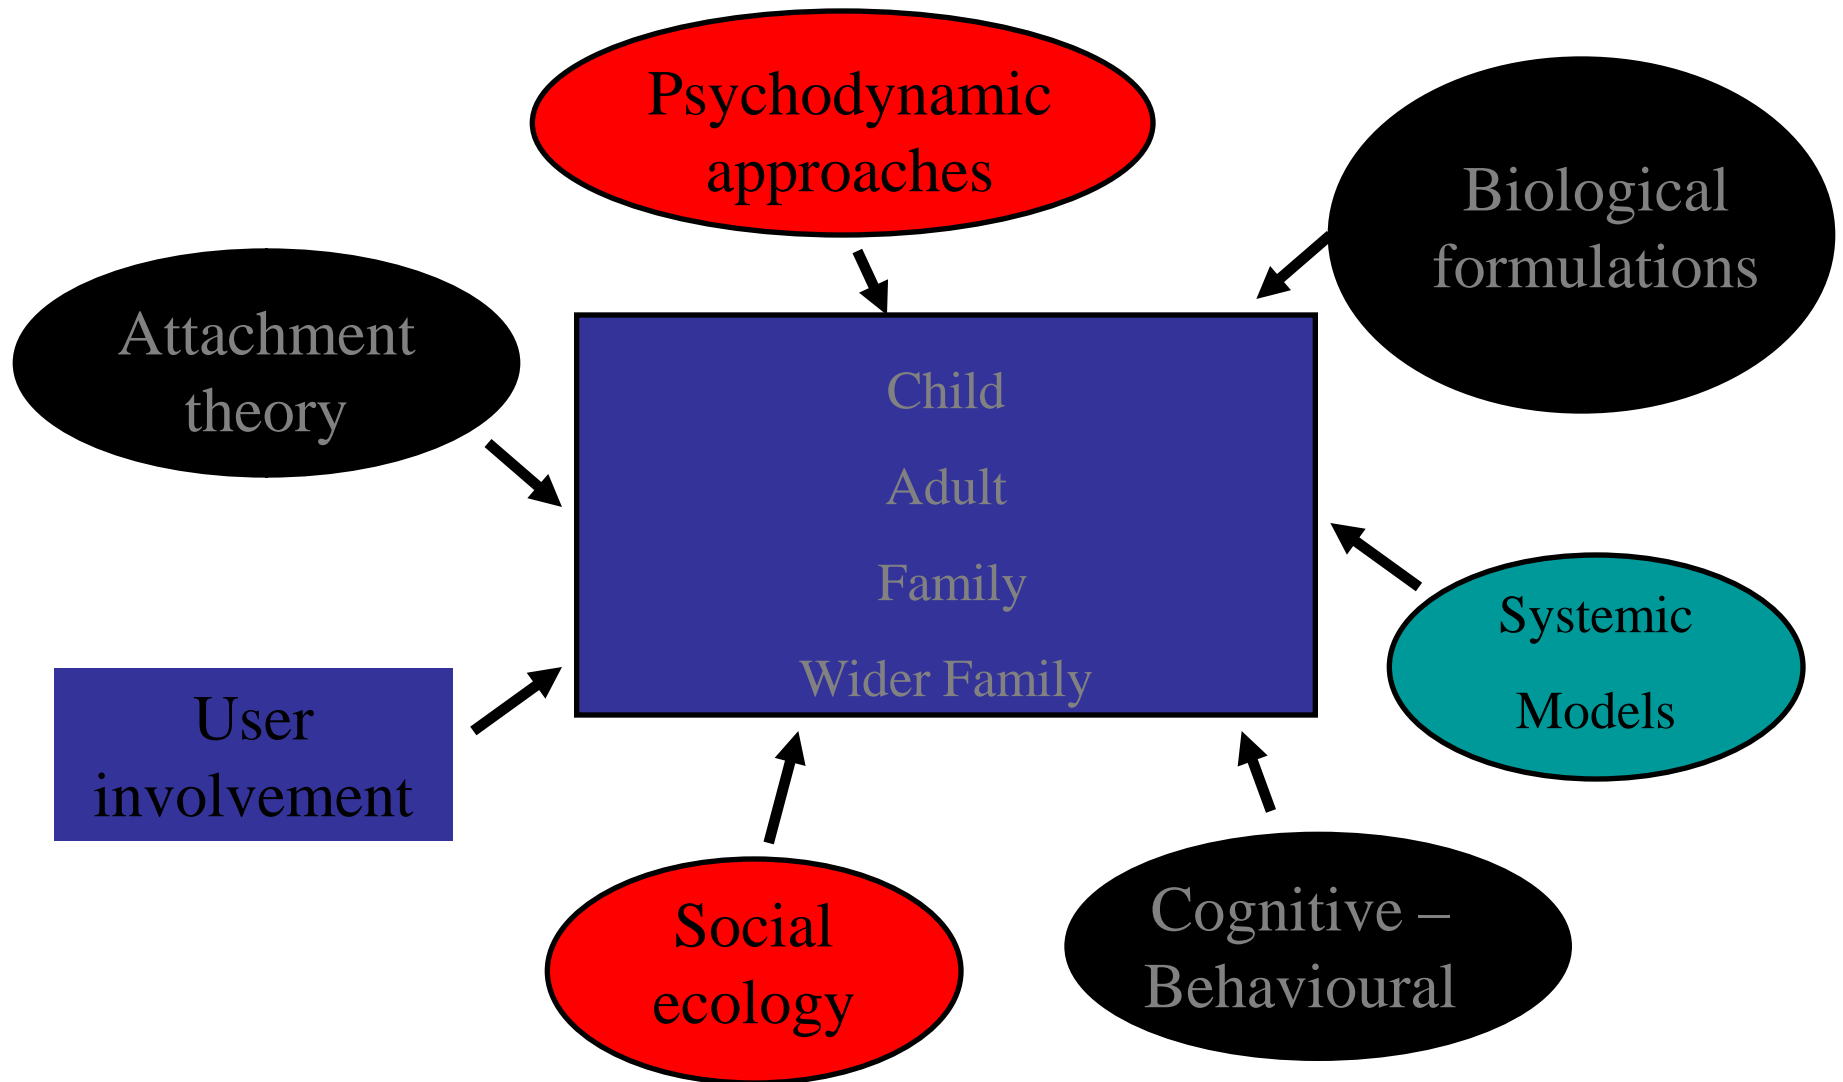 Psychodynamic
approaches
Biological
formulations
Attachment
theory
Child
Adult
Family
Wider Family
Systemic
Models
User
involvement
Social
ecology
Cognitive –
Behavioural